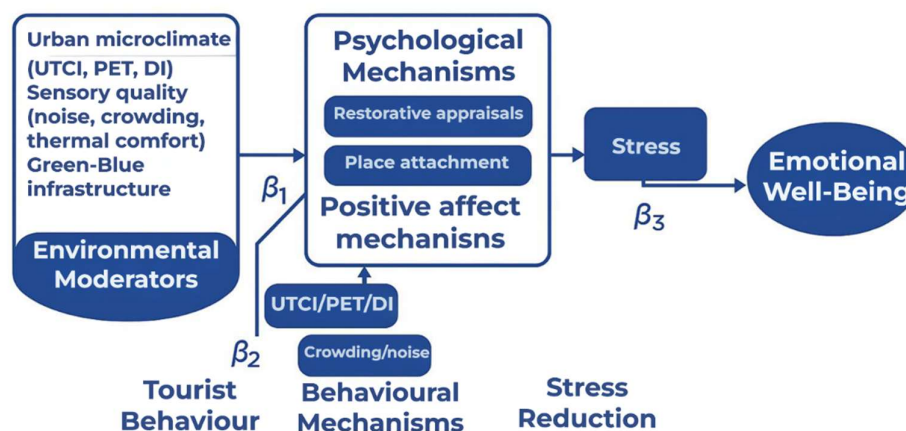 Urban microclimate
(UTCI, PET, DI)
Sensory quality
(noise, crowding,
thermal comfort)
Green-Blue
infrastructure
Environmental
Moderators
β1
β2
Psychological
Mechanisms
Restorative appraisals
Place attachment
Positive affect
mechanisns
UTCI/PET/DI
Crowding/noise
Stress
β3
Emotional
Well-Being
Tourist
Behaviour
Behavioural
Mechanisms
Stress
Reduction